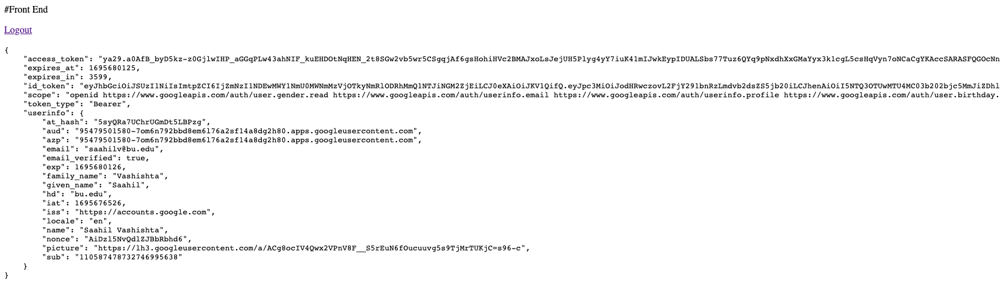 #Front End
Logout
{
"access_token": "ya29.a0AfB_byD5kz-z0GjlwIHP_aGGqPLw43ahNIF_kuEHDOtNqHEN_2t8SGw2vb5wr5CSgqjAf6gsHohiHVc2BMAJxoLsJejUH5Plyg4yY7iuK41mIJwkEypIDUALSbs77Tuz6QYq9pNxdhXxGMaYyx3k1cgL5csHqVyn7oNCaCgYKAccSARASFQGOcNn
"expires_at": 1695680125,
"expires_in": 3599,
"id_token": "eyJhbGciOiJSUzI1NiIsImtpZCI6IjZmNzI1NDEwMWY1NmU0MWNmMzVjOTkyNmRlODRhMmQ1NTJiNGM2ZjEiLCJ0eXAiOiJKV1QifQ.eyJpc3MiOiJodHRwczovL2FjY291bnRzLmdvb2dsZS5jb20iLCJhenAiOiI5NTQ3OTUwMTU4MC03b202bjc5MmJiZDhl
"scope": "openid https://www.googleapis.com/auth/user.gender.read https://www.googleapis.com/auth/userinfo.email https://www.googleapis.com/auth/userinfo.profile https://www.googleapis.com/auth/user.birthday.
"token_type": "Bearer",
"userinfo": {
"at_hash": "5syQRa7UChrUGmDt5LBPzg",
"aud": "95479501580-7om6n792bbd8em6l76a2sf14a8dg2h80.apps.googleusercontent.com",
"azp": "95479501580-7om6n792bbd8em6l76a2sf14a8dg2h80.apps.googleusercontent.com",
"email": "saahilv@bu.edu",
"email_verified": true,
"exp": 1695680126,
"family_name": "Vashishta",
"given_name": "Saahil",
"hd": "bu.edu",
"iat": 1695676526,
"iss": "https://accounts.google.com",
"locale": "en",
"name": "Saahil Vashishta",
"nonce": "AiDzl5NvQdlZJBbRbhd6",
"picture": "https://lh3.googleusercontent.com/a/ACg8ocIV4Qwx2VPnV8F__S5rEuN6fOucuuvg5s9TjMrTUKjC=s96-c",
"sub": "110587478732746995638"
}
}